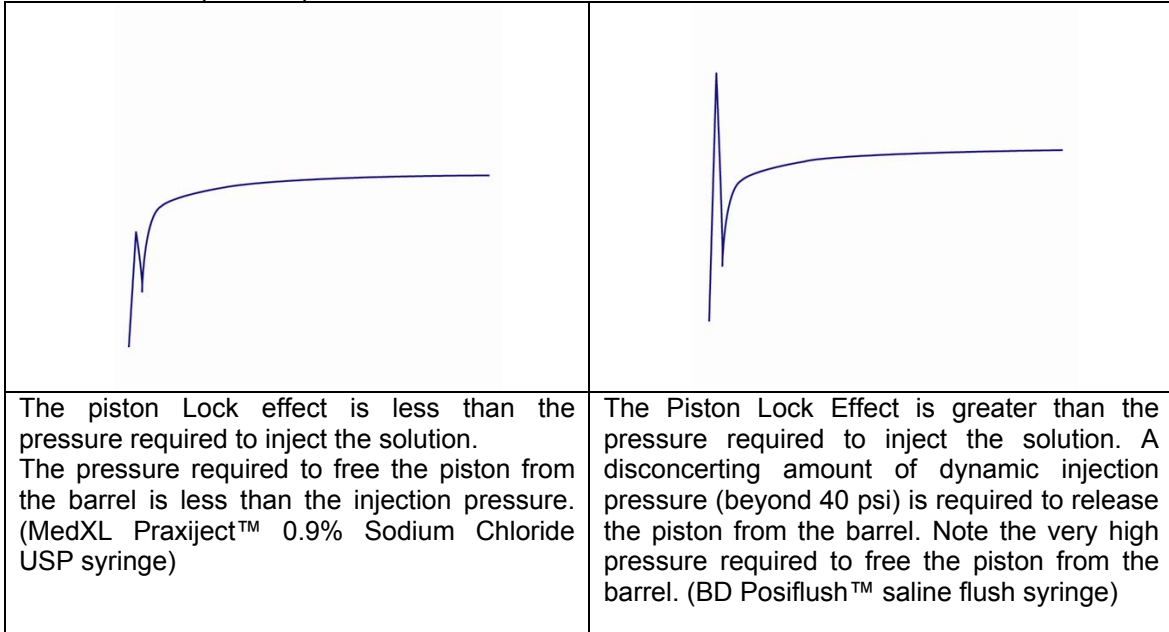 The piston Lock effect is less than the
pressure required to inject the solution.
The pressure required to free the piston from
the barrel is less than the injection pressure.
(MedXL Praxiject™ 0.9% Sodium Chloride
USP syringe)
The Piston Lock Effect is greater than the
pressure required to inject the solution. A
disconcerting amount of dynamic injection
pressure (beyond 40 psi) is required to release
the piston from the barrel. Note the very high
pressure required to free the piston from the
barrel. (BD Posiflush™ saline flush syringe)